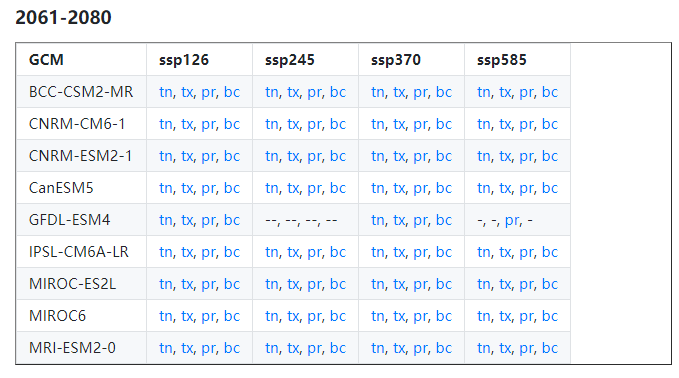 2061-2080
GCM ssp126 ssp245 ssp370 ssp585
BCC-CSM2-MR tn, tx, pr, bc tn, tx, pr, bc tn, tx, pr, bc tn, tx, pr, bc
CNRM-CM6-1 tn, tx, pr, bc tn, tx, pr, bc tn, tx, pr, bc tn, tx, pr, bc
CNRM-ESM2-1 tn, tx, pr, bc tn, tx, pr, bc tn, tx, pr, bc tn, tx, pr, bc
CanESM5 tn, tx, pr, bc tn, tx, pr, bc tn, tx, pr, bc tn, tx, pr, bc
GFDL-ESM4 tn, tx, pr, bc --, --, --, -- tn, tx, pr, bc -, -, pr, -
IPSL-CM6A-LR tn, tx, pr, bc tn, tx, pr, bc tn, tx, pr, bc tn, tx, pr, bc
MIROC-ES2L tn, tx, pr, bc tn, tx, pr, bc tn, tx, pr, bc tn, tx, pr, bc
MIROC6 tn, tx, pr, bc tn, tx, pr, bc tn, tx, pr, bc tn, tx, pr, bc
MRI-ESM2-0 tn, tx, pr, bc tn, tx, pr, bc tn, tx, pr, bc tn, tx, pr, bc